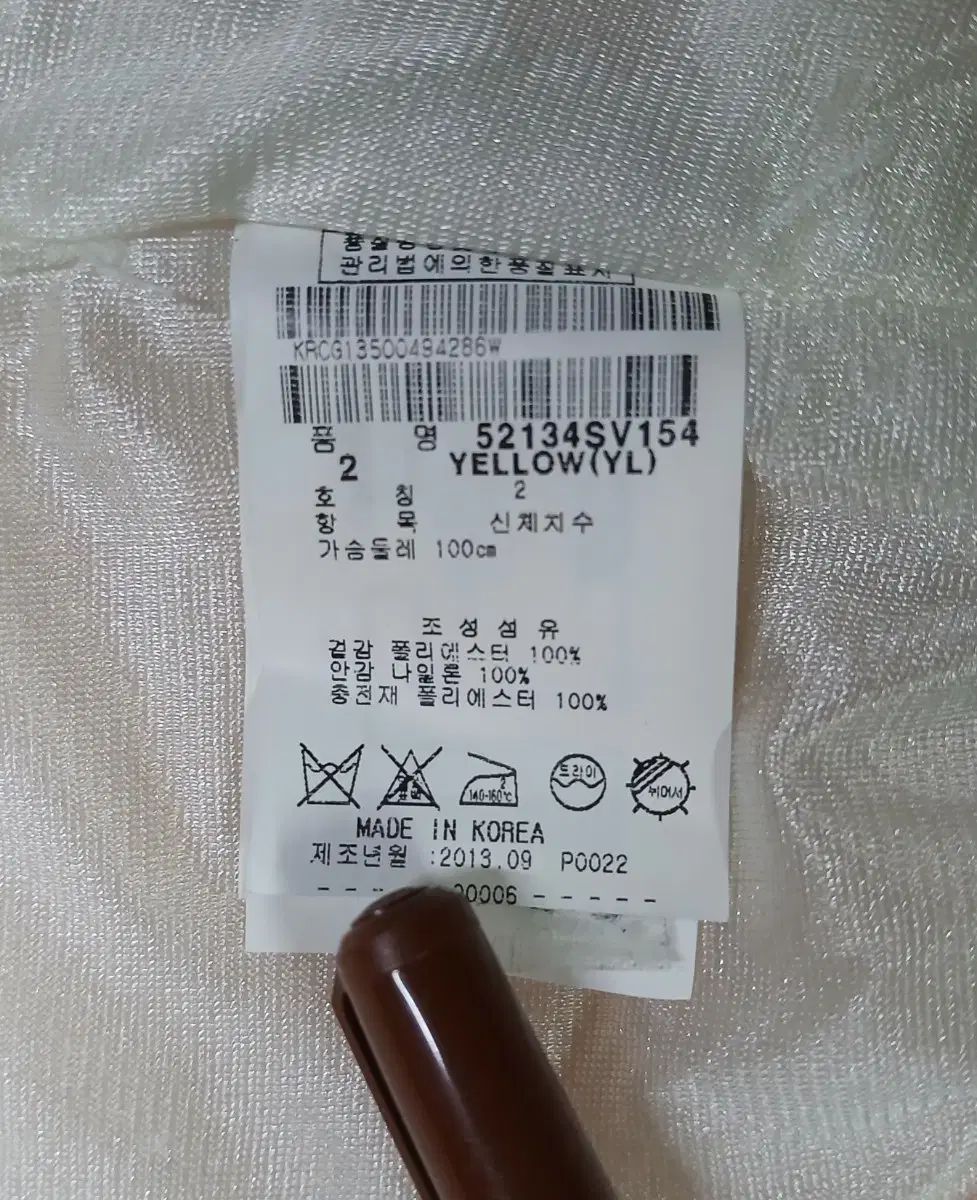 관리법에의한품질표시
KRCG13500494286W
품 명 52134SV154
2 YELLOW(YL)
호 칭 2
항 목 신체치수
가슴둘레 100cm
조성섬유
겉감 폴리에스터 100%
안감 나일론 100%
충전재 폴리에스터 100%
2 140-160℃ 드라이 뉘어서
MADE IN KOREA
제조년월 :2013.09 P0022
00006